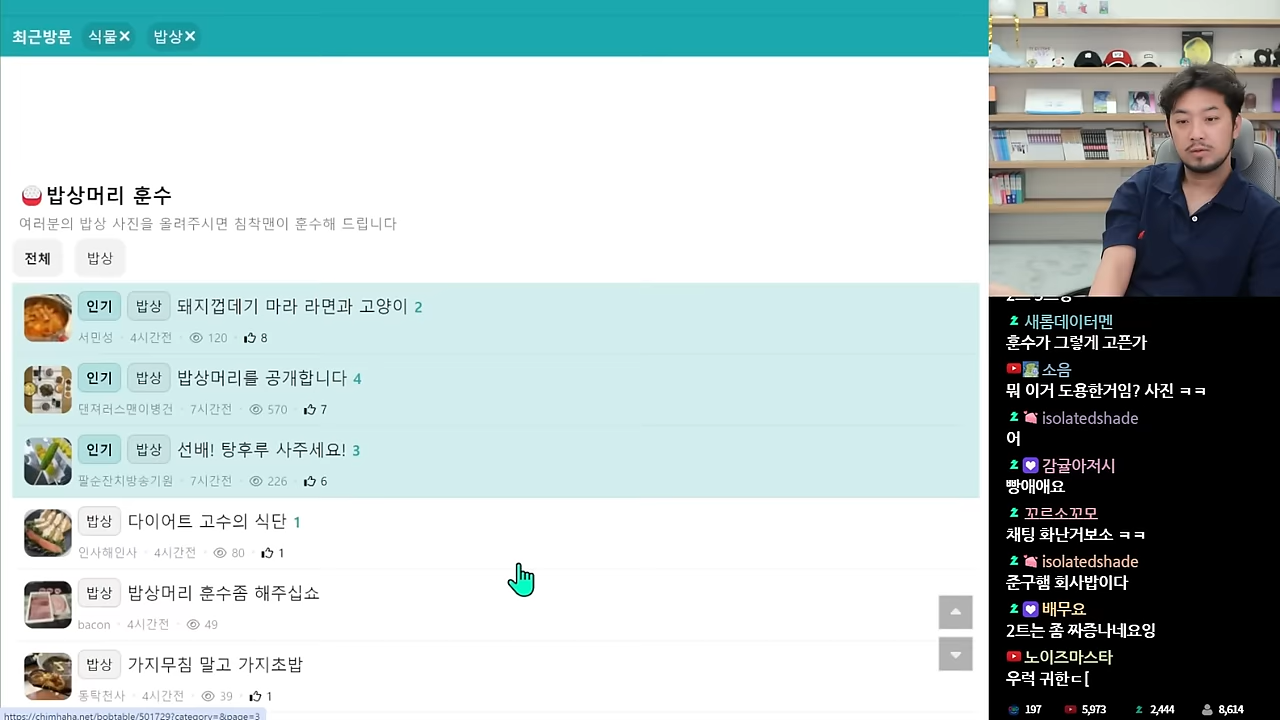 최근방문 식물✕ 밥상✕
밥상머리 훈수
여러분의 밥상 사진을 올려주시면 침착맨이 훈수해 드립니다
전체 밥상
인기 밥상 돼지껍데기 마라 라면과 고양이 2
서민성 · 4시간전 · 120 · 8
인기 밥상 밥상머리를 공개합니다 4
댄져러스맨이병건 · 7시간전 · 570 · 7
인기 밥상 선배! 탕후루 사주세요! 3
팔순잔치방송기원 · 7시간전 · 226 · 6
밥상 다이어트 고수의 식단 1
인사해인사 · 4시간전 · 80 · 1
밥상 밥상머리 훈수좀 해주십쇼
bacon · 4시간전 · 49
밥상 가지무침 말고 가지초밥
통탁천사 · 4시간전 · 39 · 1
https://chimhaha.net/bobtable/501729?category=&page=3
새롬데이터멘
훈수가 그렇게 고픈가
소음
뭐 이거 도용한거임? 사진 ㅋㅋ
isolatedshade
어
감귤아저시
빵애애요
꼬르소꼬모
채팅 화난거보소 ㅋㅋ
isolatedshade
준구햄 회사밥이다
배무요
2트는 좀 짜증나네요잉
노이즈마스타
우럭 귀한ㄷ[
197 5,973 2,444 8,614